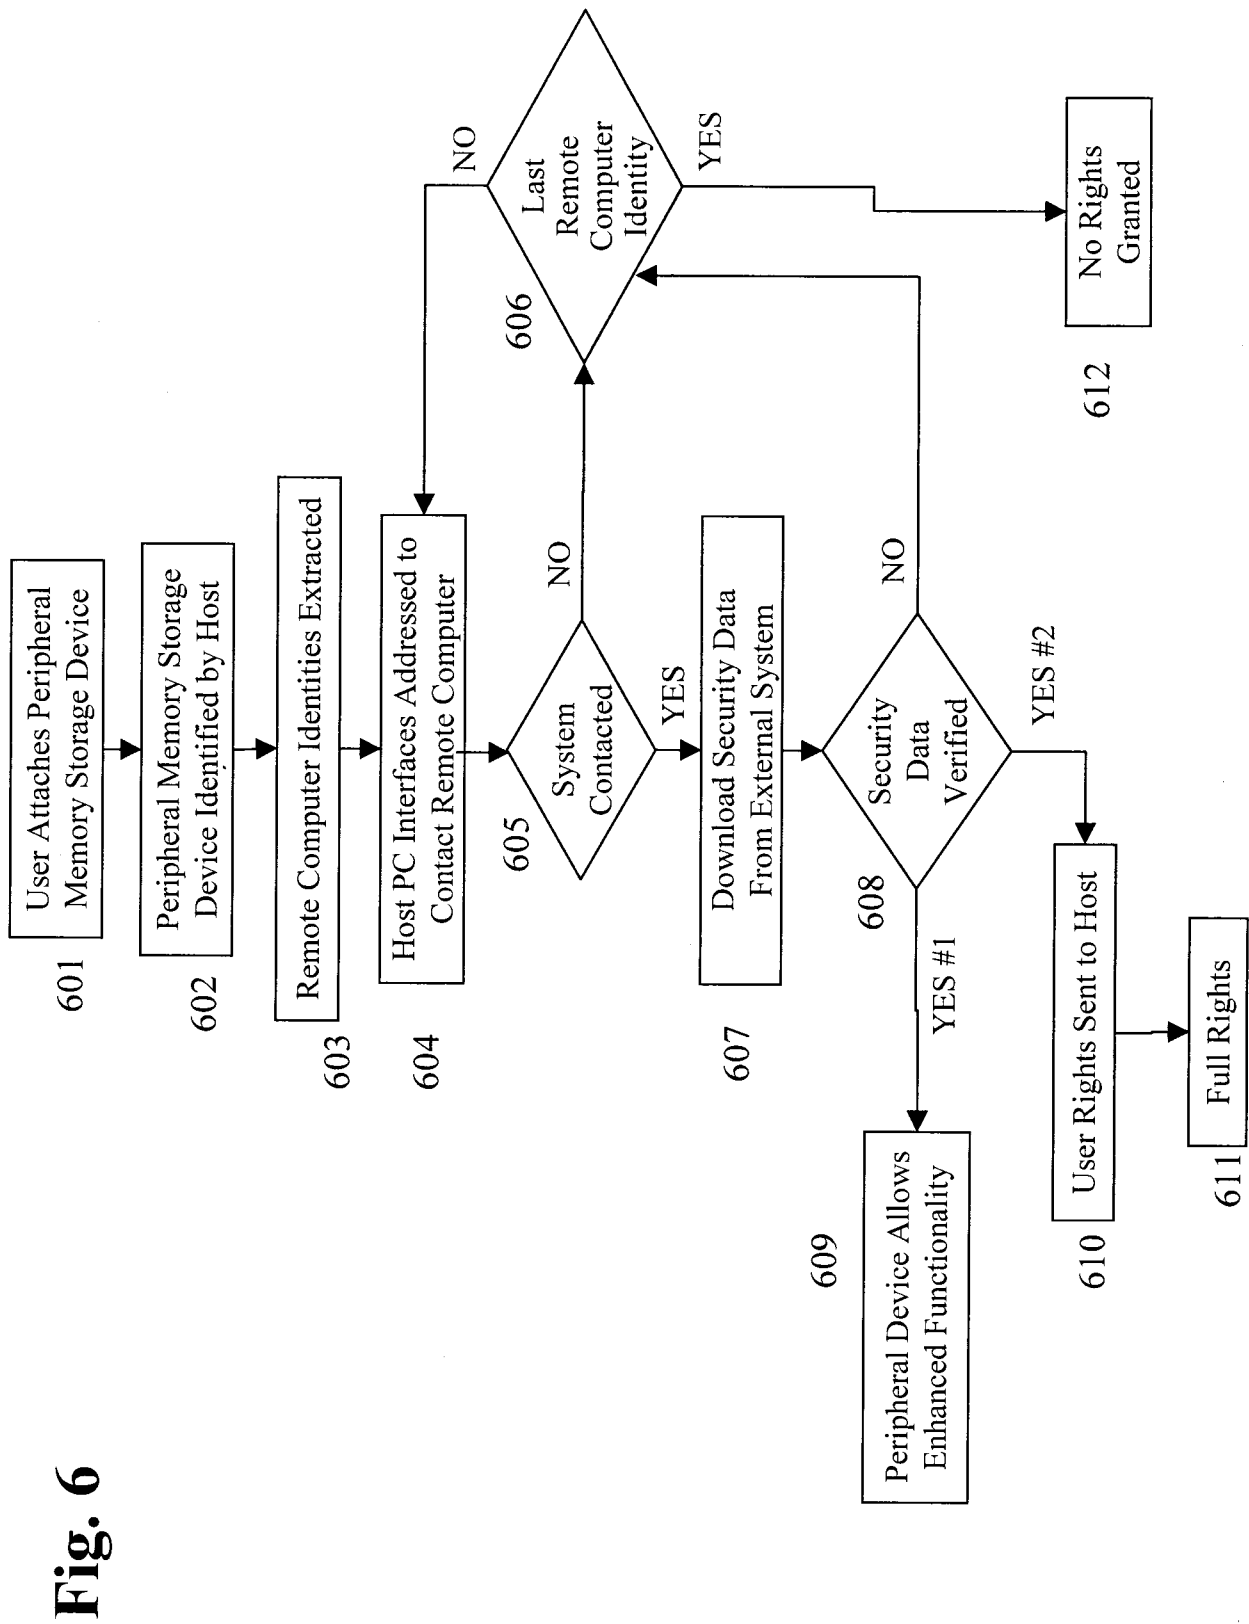 Fig. 6
601
User Attaches Peripheral
Memory Storage Device
602
Peripheral Memory Storage
Device Identified by Host
603
Remote Computer Identities Extracted
604
Host PC Interfaces Addressed to
Contact Remote Computer
605
System
Contacted
NO
YES
606
Last
Remote
Computer
Identity
NO
YES
607
Download Security Data
From External System
608
Security
Data
Verified
NO
YES #1
YES #2
609
Peripheral Device Allows
Enhanced Functionality
610
User Rights Sent to Host
611
Full Rights
612
No Rights
Granted